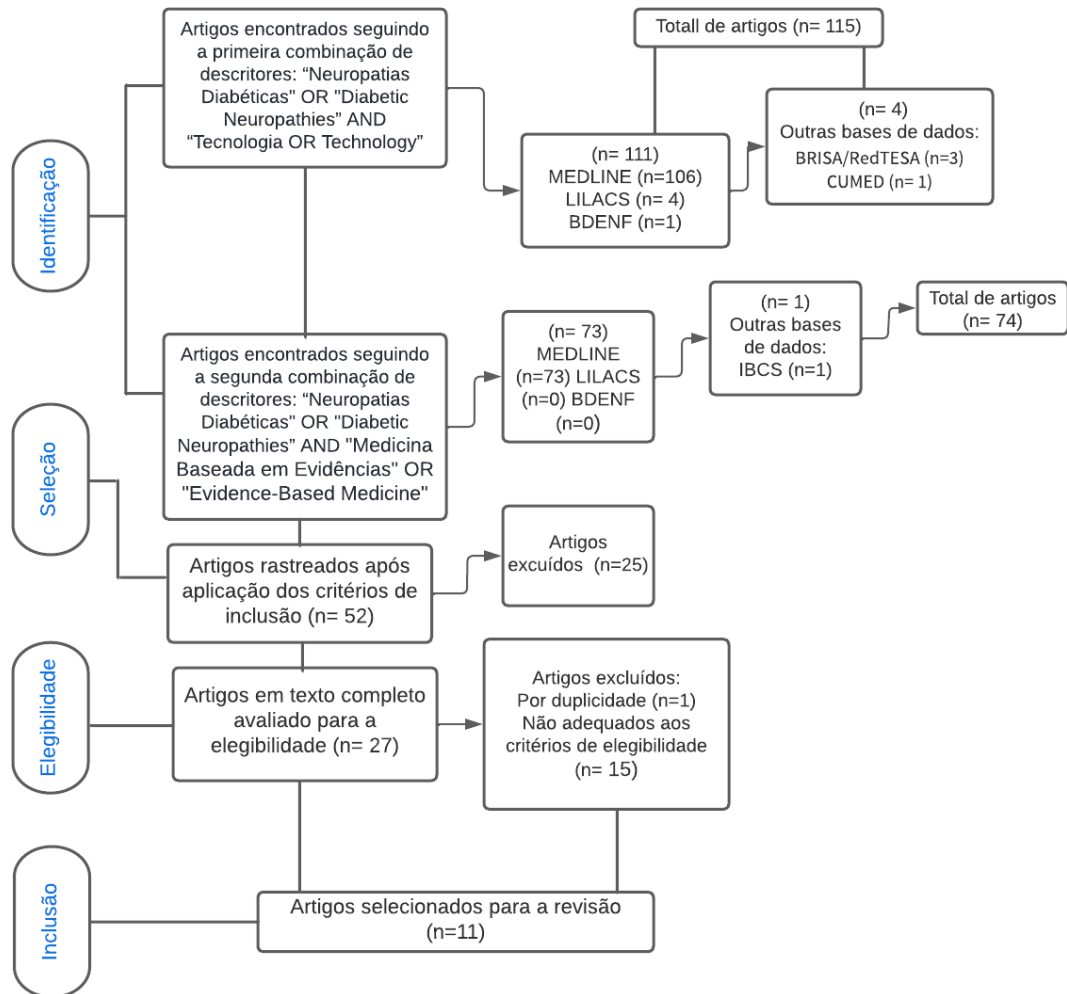 Identificação
Artigos encontrados seguindo
a primeira combinação de
descritores: “Neuropatias
Diabéticas" OR "Diabetic
Neuropathies” AND
“Tecnologia OR Technology”
(n= 111)
MEDLINE (n=106)
LILACS (n= 4)
BDENF (n=1)
Totall de artigos (n= 115)
(n= 4)
Outras bases de dados:
BRISA/RedTESA (n=3)
CUMED (n= 1)
Artigos encontrados seguindo
a segunda combinação de
descritores: “Neuropatias
Diabéticas" OR "Diabetic
Neuropathies” AND "Medicina
Baseada em Evidências" OR
"Evidence-Based Medicine"
(n= 73)
MEDLINE
(n=73) LILACS
(n=0) BDENF
(n=0)
(n= 1)
Outras bases
de dados:
IBCS (n=1)
Total de artigos
(n= 74)
Seleção
Artigos rastreados após
aplicação dos critérios de
inclusão (n= 52)
Artigos
excuídos (n=25)
Elegibilidade
Artigos em texto completo
avaliado para a
elegibilidade (n= 27)
Artigos excluídos:
Por duplicidade (n=1)
Não adequados aos
critérios de elegibilidade
(n= 15)
Inclusão
Artigos selecionados para a revisão
(n=11)